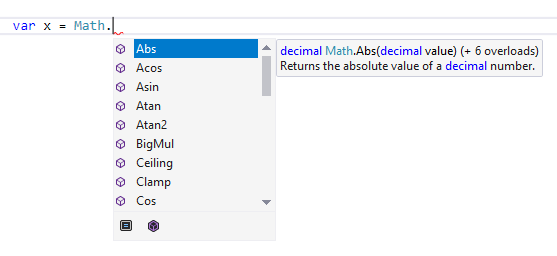 var x = Math.
Abs
Acos
Asin
Atan
Atan2
BigMul
Ceiling
Clamp
Cos
decimal Math.Abs(decimal value) (+ 6 overloads)
Returns the absolute value of a decimal number.